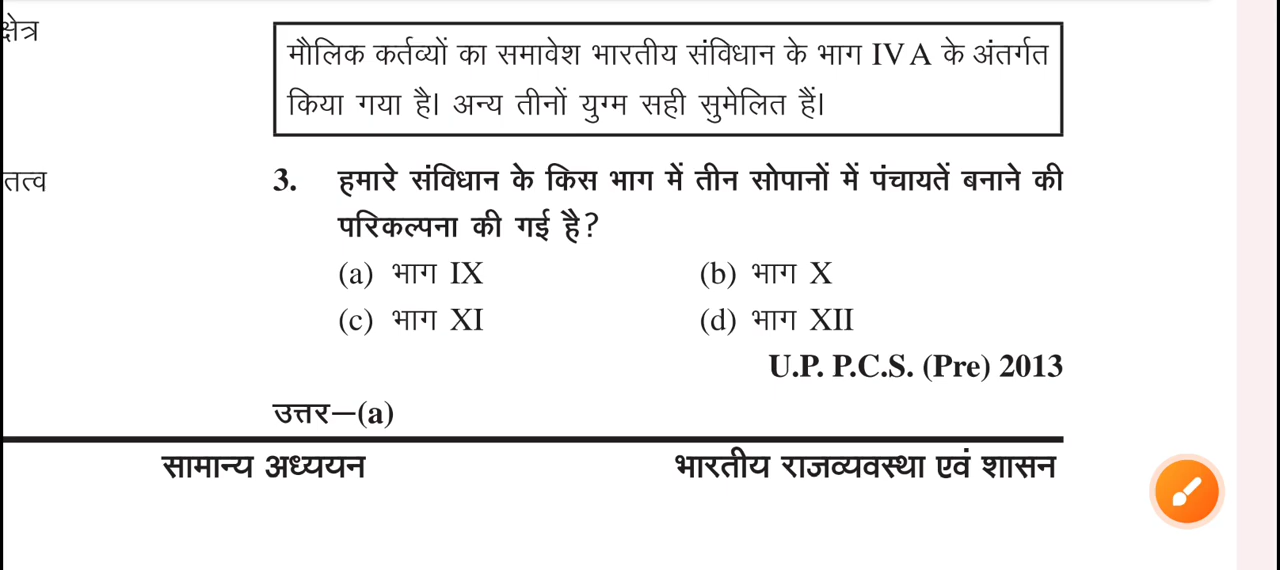 क्षेत्र
मौलिक कर्तव्यों का समावेश भारतीय संविधान के भाग IV A के अंतर्गत
किया गया है। अन्य तीनों युग्म सही सुमेलित हैं।
तत्व
3. हमारे संविधान के किस भाग में तीन सोपानों में पंचायतें बनाने की
परिकल्पना की गई है?
(a) भाग IX (b) भाग X
(c) भाग XI (d) भाग XII
U.P. P.C.S. (Pre) 2013
उत्तर—(a)
सामान्य अध्ययन भारतीय राजव्यवस्था एवं शासन